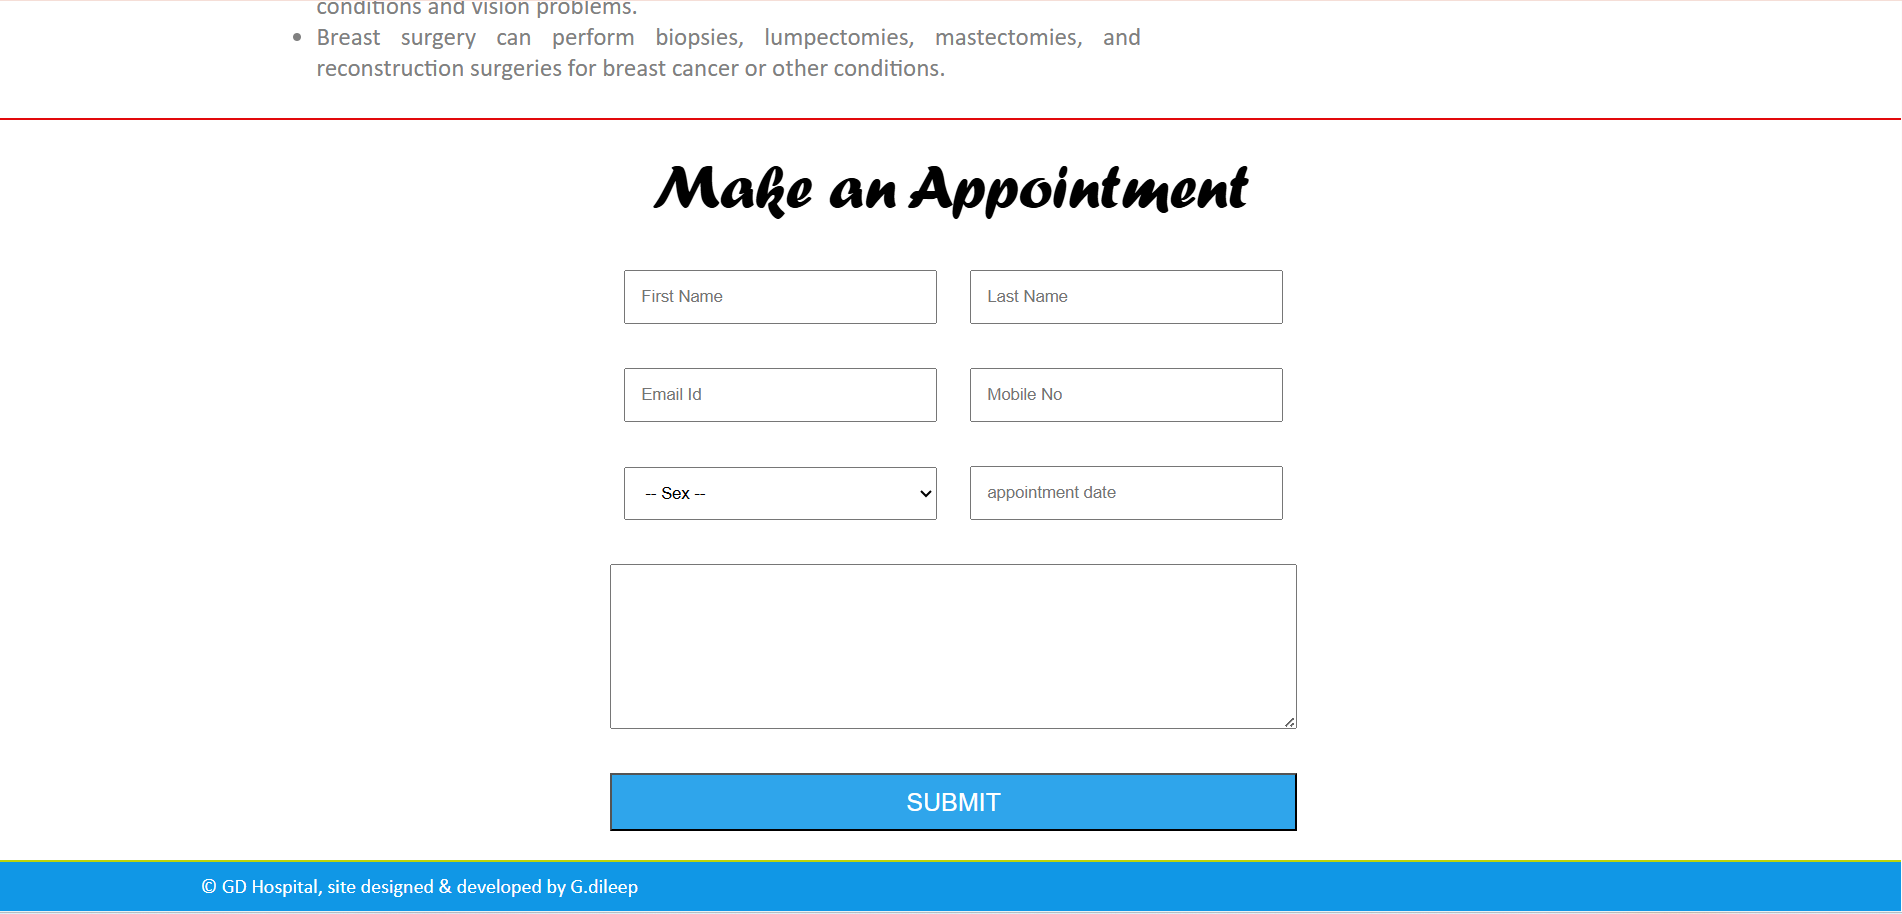 conditions and vision problems.
• Breast surgery can perform biopsies, lumpectomies, mastectomies, and
reconstruction surgeries for breast cancer or other conditions.
Make an Appointment
First Name
Last Name
Email Id
Mobile No
-- Sex --
appointment date
SUBMIT
© GD Hospital, site designed & developed by G.dileep